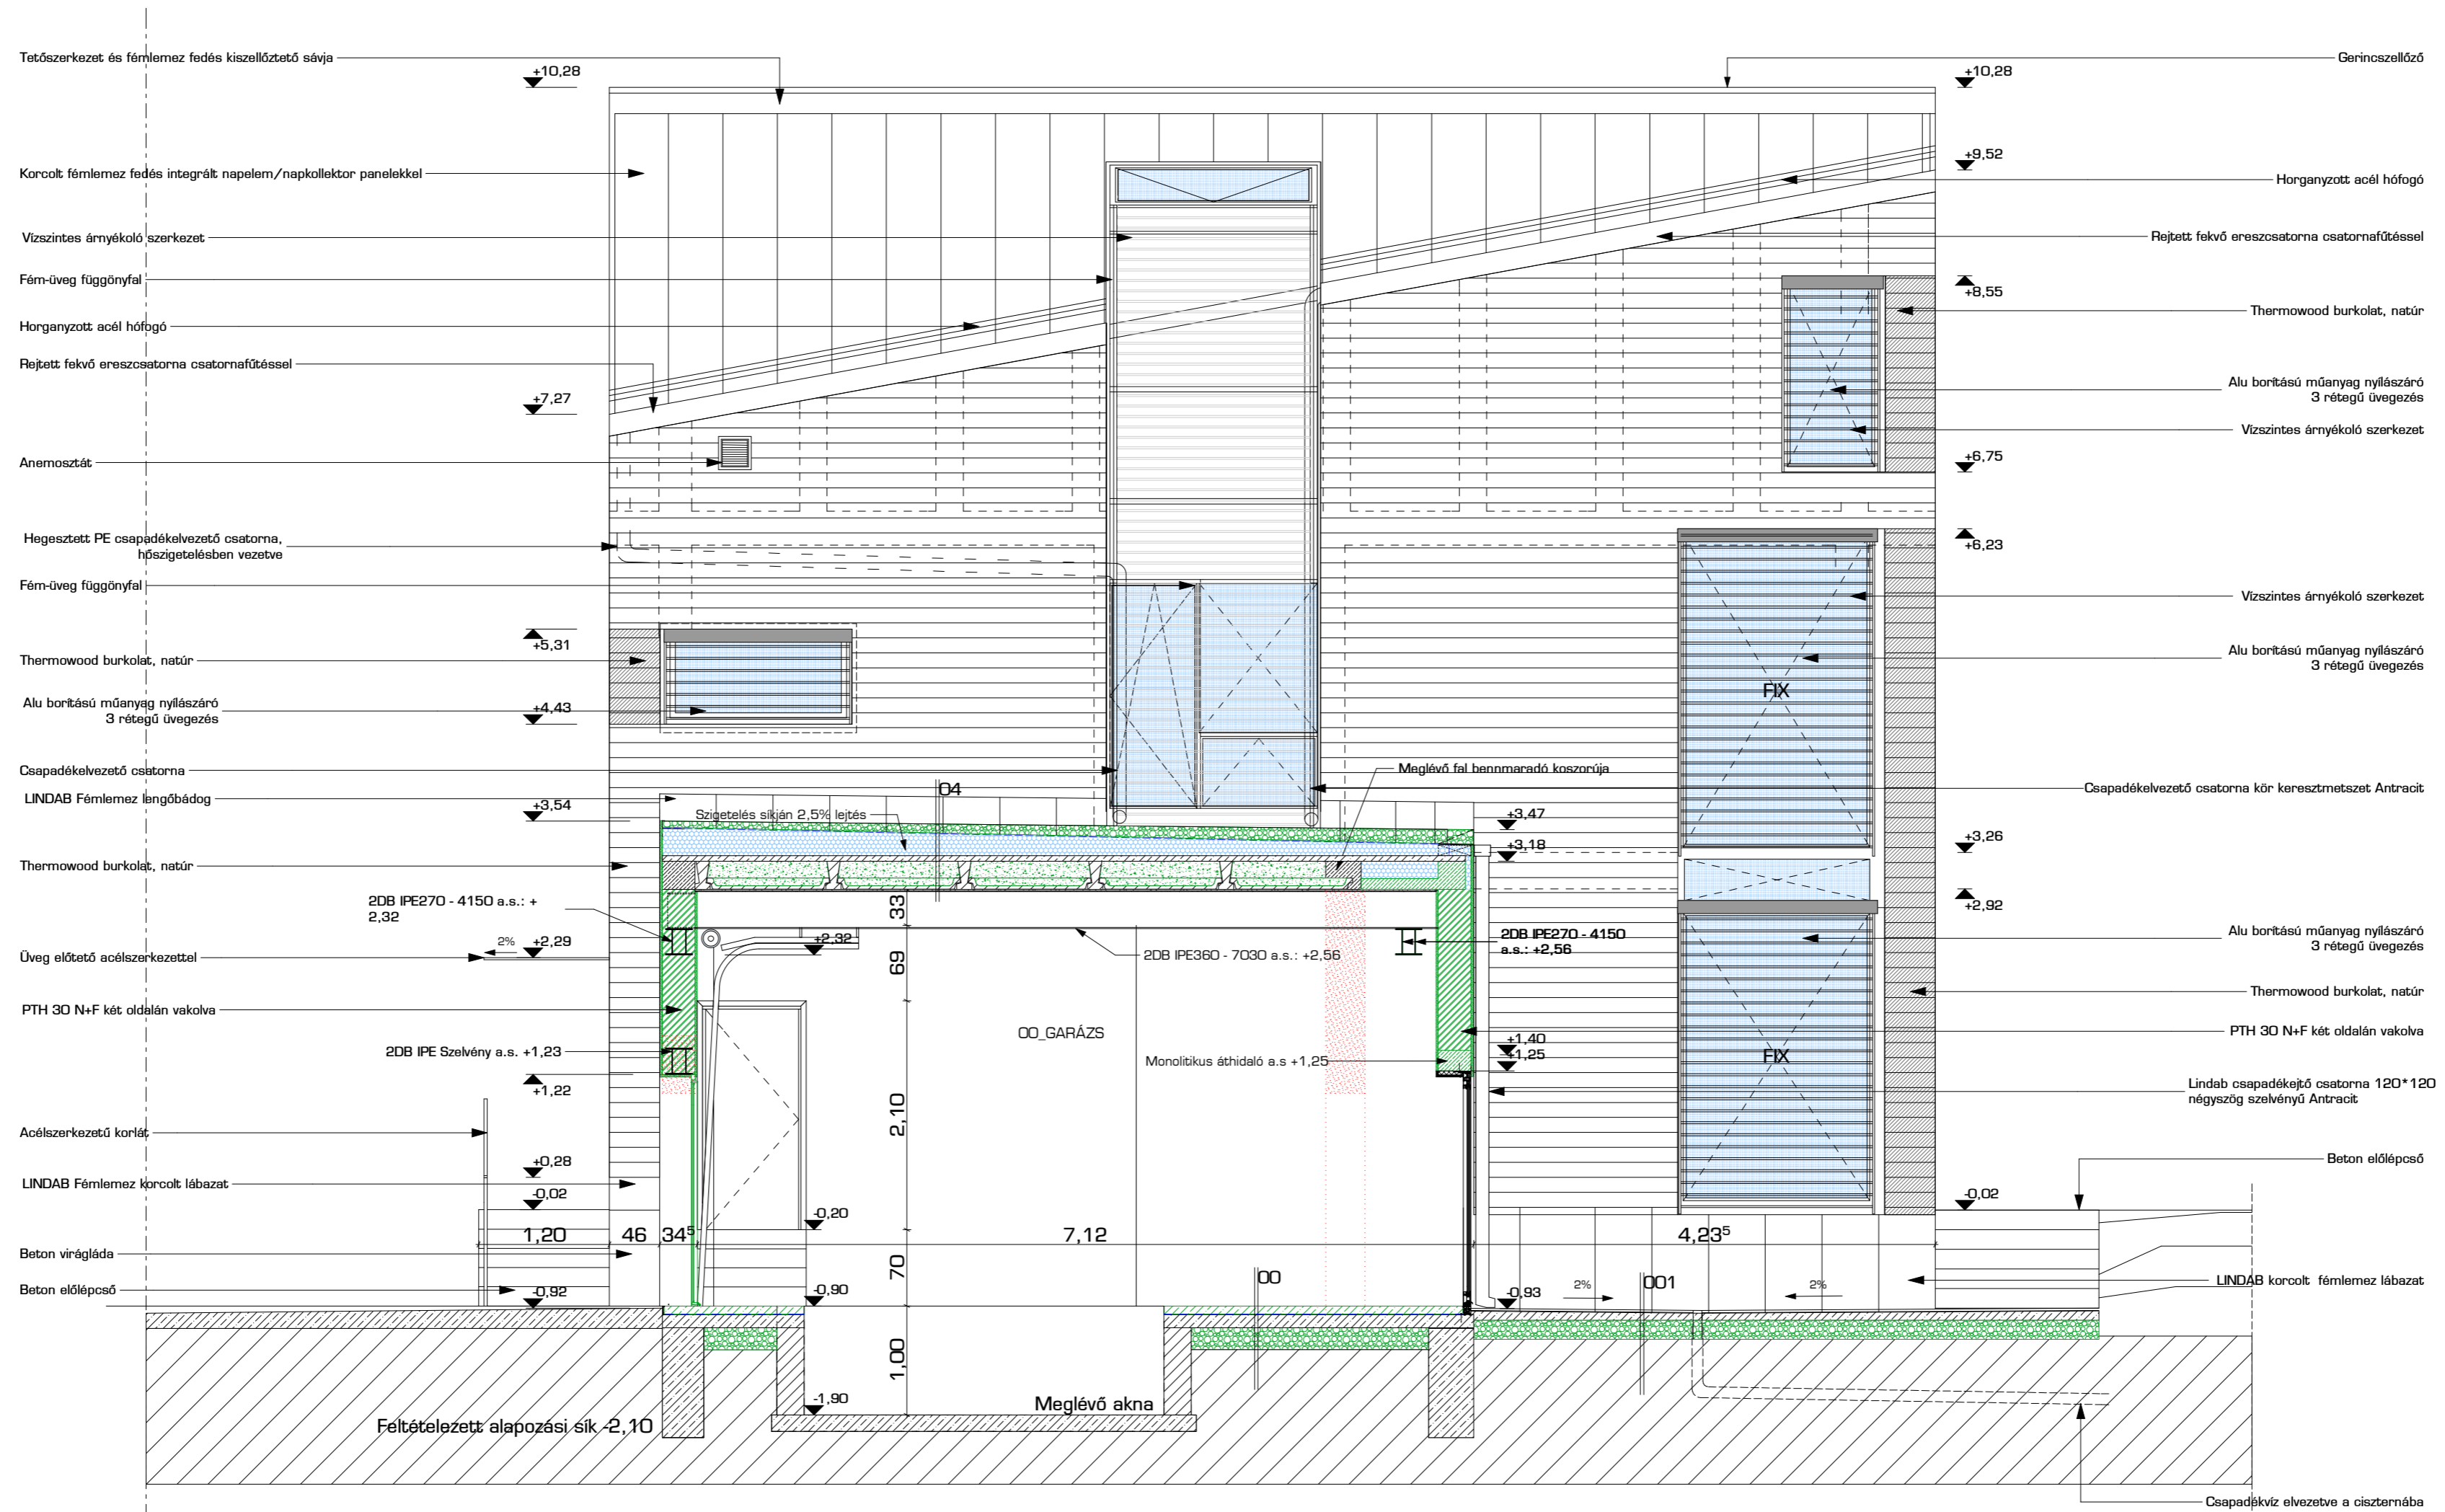 Tetőszerkezet és fémlemez fedés kiszellőztető sávja
+10,28
+10,28
Gerincszellőző
Korcolt fémlemez fedés integrált napelem/napkollektor panelekkel
+9,52
Horganyzott acél hófogó
Vízszintes árnyékoló szerkezet
Rejtett fekvő ereszcsatorna csatornafűtéssel
Fém-üveg függönyfal
+8,55
Thermowood burkolat, natúr
Horganyzott acél hófogó
Rejtett fekvő ereszcsatorna csatornafűtéssel
+7,27
Alu borítású műanyag nyílászáró
3 rétegű üvegezés
Vízszintes árnyékoló szerkezet
Anemosztát
+6,75
Hegesztett PE csapadékelvezető csatorna,
hőszigetelésben vezetve
+6,23
Fém-üveg függönyfal
Vízszintes árnyékoló szerkezet
+5,31
Thermowood burkolat, natúr
Alu borítású műanyag nyílászáró
3 rétegű üvegezés
FIX
Alu borítású műanyag nyílászáró
3 rétegű üvegezés
+4,43
Csapadékelvezető csatorna
Meglévő fal bennmaradó koszorúja
Csapadékelvezető csatorna kör keresztmetszet Antracit
04
LINDAB Fémlemez lengőbádog
+3,54
Szigetelés síkján 2,5% lejtés
+3,47
+3,26
+3,18
Thermowood burkolat, natúr
2DB IPE270 - 4150 a.s.: +
2,32
33
+2,92
2%
+2,29
+2,32
2DB IPE270 - 4150
a.s.: +2,56
2DB IPE360 - 7030 a.s.: +2,56
Alu borítású műanyag nyílászáró
3 rétegű üvegezés
Üveg előtető acélszerkezettel
69
Thermowood burkolat, natúr
PTH 30 N+F két oldalán vakolva
00_GARÁZS
PTH 30 N+F két oldalán vakolva
2DB IPE Szelvény a.s. +1,23
Monolitikus áthidaló a.s +1,25
+1,40
+1,25
FIX
+1,22
Lindab csapadékejtő csatorna 120*120
négyszög szelvényű Antracit
2,10
Acélszerkezetű korlát
Beton előlépcső
+0,28
LINDAB Fémlemez korcolt lábazat
-0,02
-0,02
-0,20
1,20
46
34⁵
7,12
4,23⁵
Beton virágláda
70
00
001
2%
2%
LINDAB korcolt fémlemez lábazat
Beton előlépcső
-0,92
-0,90
-0,93
1,00
-1,90
Meglévő akna
Feltételezett alapozási sík -2,10
Csapadékvíz elvezetve a ciszternába